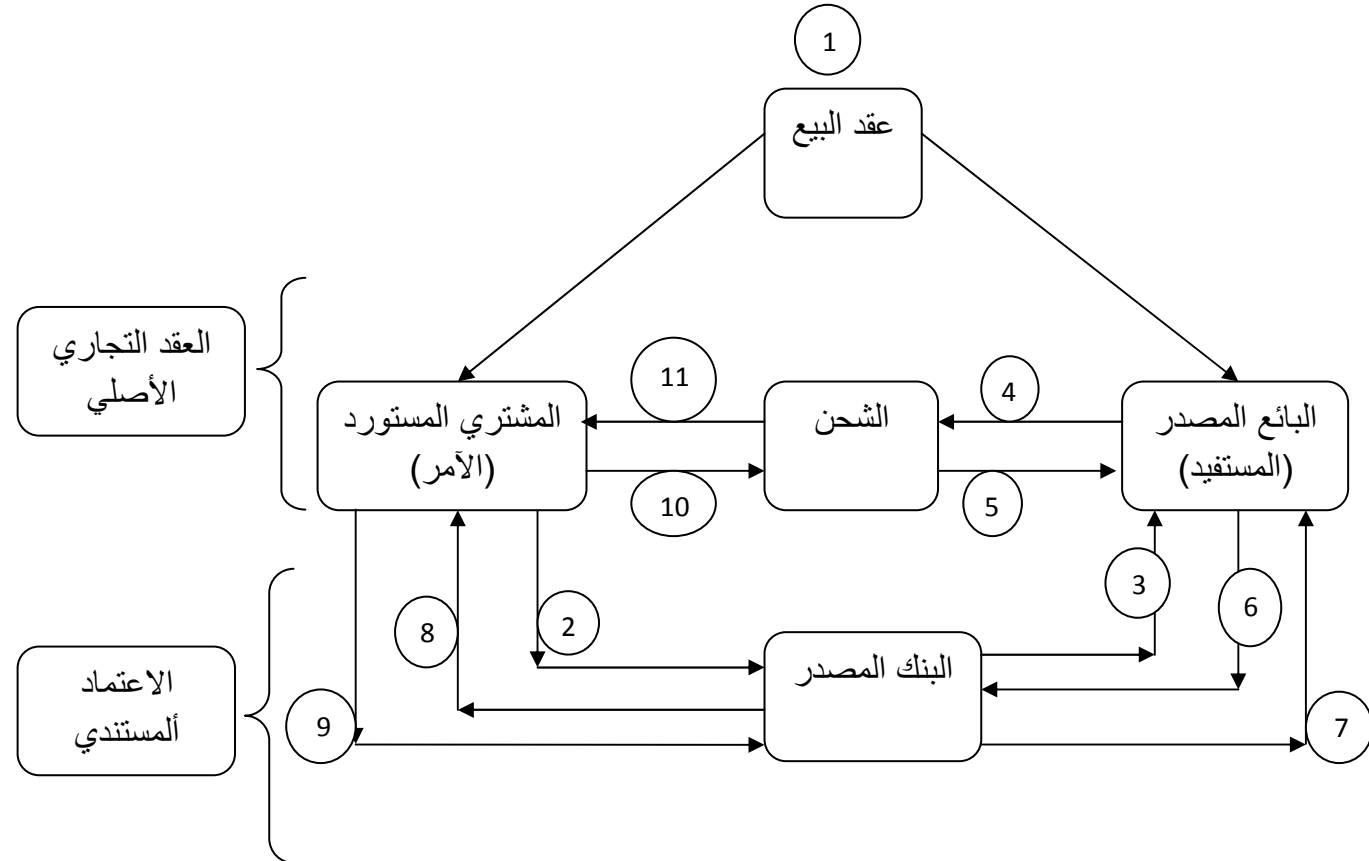 1
عقد البيع
العقد التجاري
الأصلي
11
4
البائع المصدر
(المستفيد)
الشحن
المشتري المستورد
(الآمر)
10
5
3
6
8
2
البنك المصدر
الاعتماد
ألمستندي
9
7